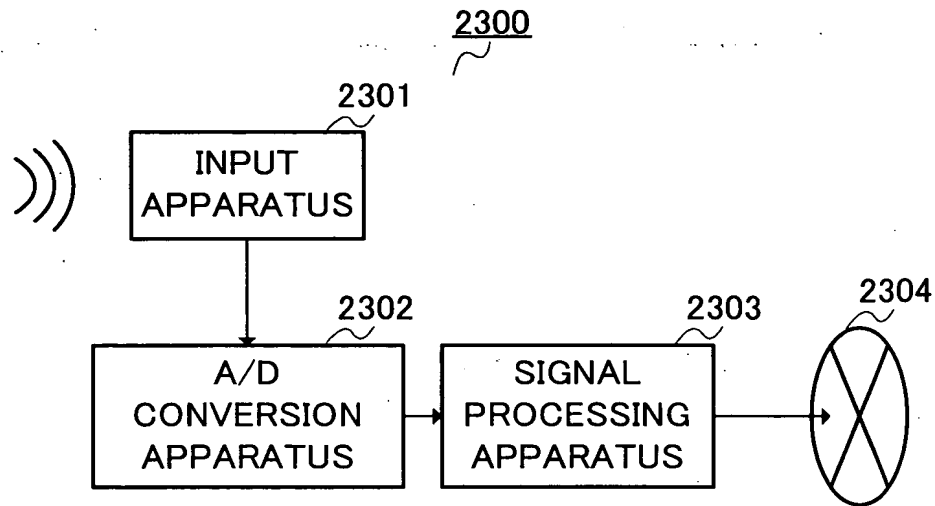 2300
2301
INPUT
APPARATUS
2302
A/D
CONVERSION
APPARATUS
2303
SIGNAL
PROCESSING
APPARATUS
2304